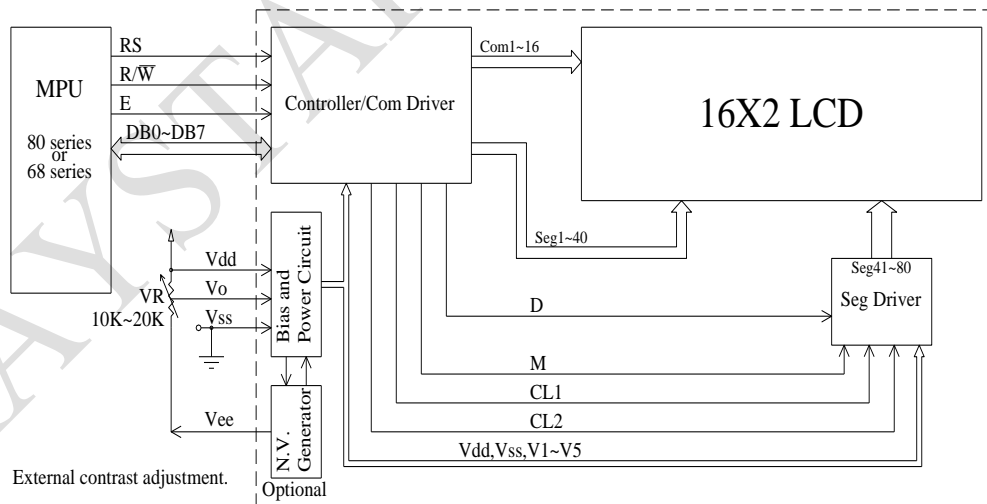 MPU
80 series
or
68 series
RS
R/W̅
E
DB0~DB7
Controller/Com Driver
Com1~16
16X2 LCD
Seg1~40
Seg41~80
Seg Driver
Vdd
Vo
Vss
VR
10K~20K
Bias and
Power Circuit
D
M
CL1
CL2
Vdd,Vss,V1~V5
Vee
N.V.
Generator
Optional
External contrast adjustment.